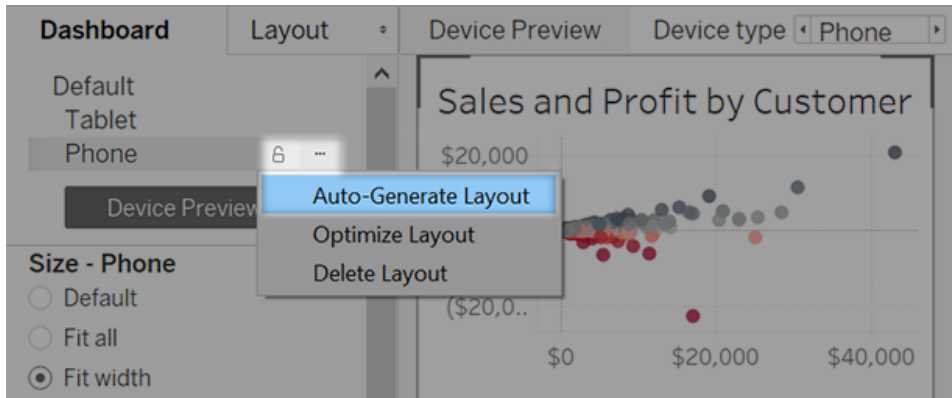 Dashboard
Layout
Device Preview
Device type
Phone
Default
Tablet
Phone
Device Preview
Auto-Generate Layout
Optimize Layout
Delete Layout
Size - Phone
Default
Fit all
Fit width
Sales and Profit by Customer
$20,000
($20,0..
$0
$20,000
$40,000